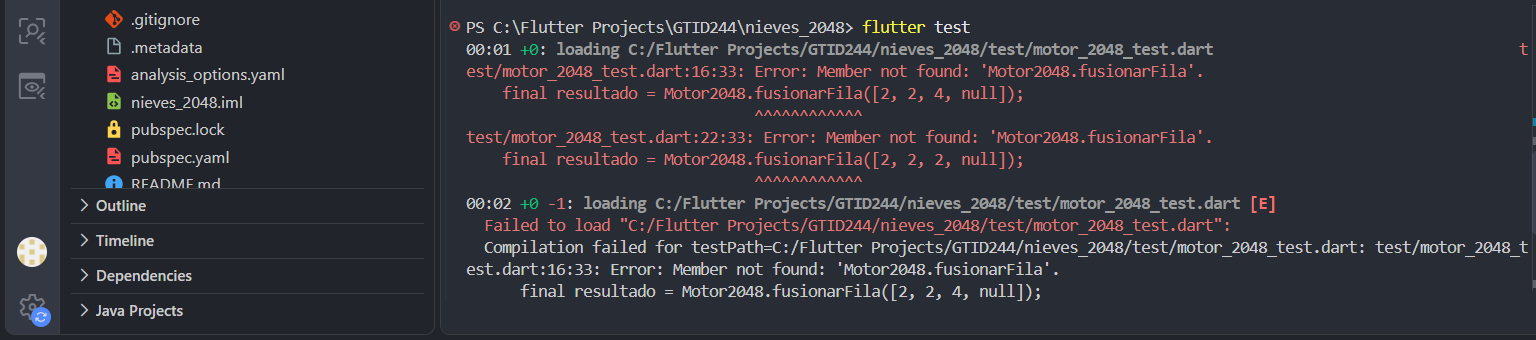 .gitignore
.metadata
analysis_options.yaml
nieves_2048.iml
pubspec.lock
pubspec.yaml
README.md
Outline
Timeline
Dependencies
Java Projects
PS C:\Flutter Projects\GTID244\nieves_2048> flutter test
00:01 +0: loading C:/Flutter Projects/GTID244/nieves_2048/test/motor_2048_test.dart t
est/motor_2048_test.dart:16:33: Error: Member not found: 'Motor2048.fusionarFila'.
final resultado = Motor2048.fusionarFila([2, 2, 4, null]);
^^^^^^^^^^^^
test/motor_2048_test.dart:22:33: Error: Member not found: 'Motor2048.fusionarFila'.
final resultado = Motor2048.fusionarFila([2, 2, 2, null]);
^^^^^^^^^^^^
00:02 +0 -1: loading C:/Flutter Projects/GTID244/nieves_2048/test/motor_2048_test.dart [E]
Failed to load "C:/Flutter Projects/GTID244/nieves_2048/test/motor_2048_test.dart":
Compilation failed for testPath=C:/Flutter Projects/GTID244/nieves_2048/test/motor_2048_test.dart: test/motor_2048_t
est.dart:16:33: Error: Member not found: 'Motor2048.fusionarFila'.
final resultado = Motor2048.fusionarFila([2, 2, 4, null]);